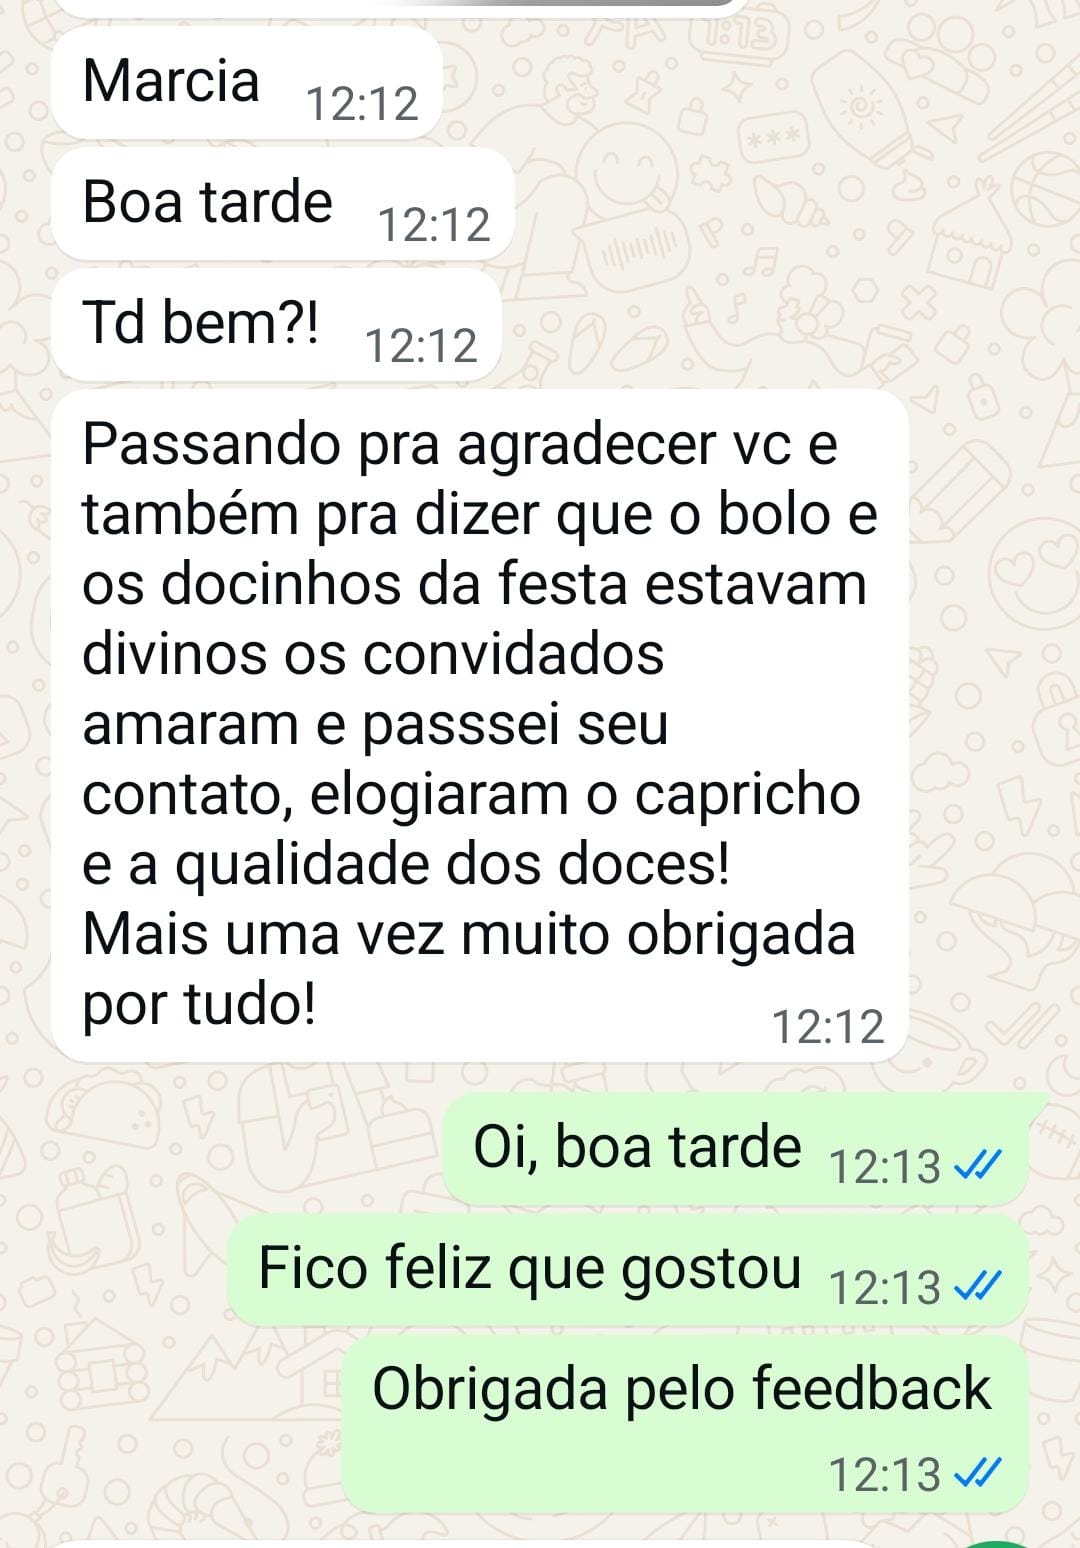 Marcia 12:12
Boa tarde 12:12
Td bem?! 12:12
Passando pra agradecer vc e
também pra dizer que o bolo e
os docinhos da festa estavam
divinos os convidados
amaram e passsei seu
contato, elogiaram o capricho
e a qualidade dos doces!
Mais uma vez muito obrigada
por tudo! 12:12
Oi, boa tarde 12:13
Fico feliz que gostou 12:13
Obrigada pelo feedback
12:13